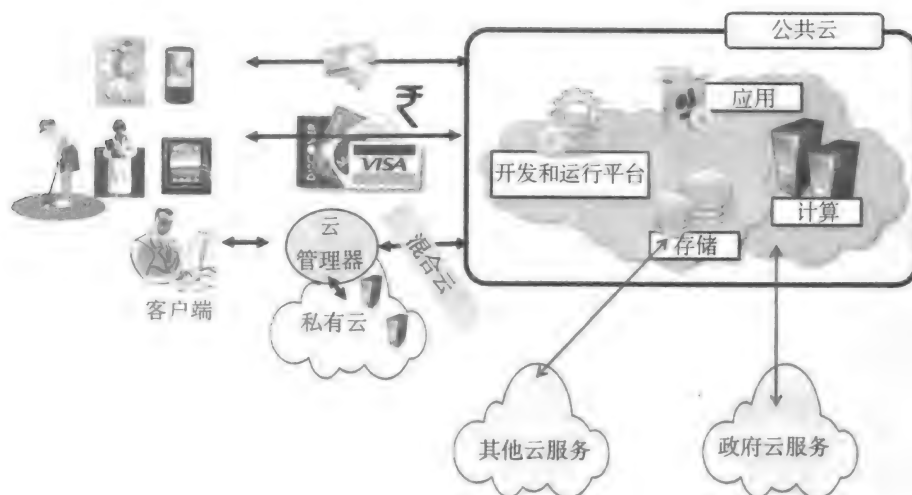 公共云
应用
开发和运行平台
计算
存储
₹
DISCOVER
VISA
云
管理器
混合云
私有云
客户端
其他云服务
政府云服务